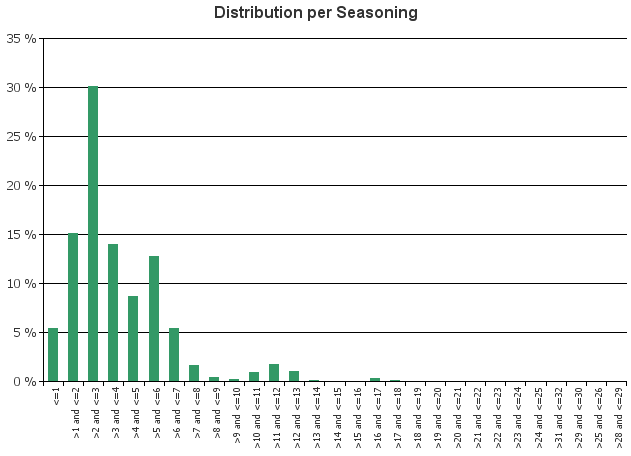 Distribution per Seasoning
35 %
30 %
25 %
20 %
15 %
10 %
5 %
0 %
<=1
>1 and <=2
>2 and <=3
>3 and <=4
>4 and <=5
>5 and <=6
>6 and <=7
>7 and <=8
>8 and <=9
>9 and <=10
>10 and <=11
>11 and <=12
>12 and <=13
>13 and <=14
>14 and <=15
>15 and <=16
>16 and <=17
>17 and <=18
>18 and <=19
>19 and <=20
>20 and <=21
>21 and <=22
>22 and <=23
>23 and <=24
>24 and <=25
>31 and <=32
>29 and <=30
>25 and <=26
>28 and <=29